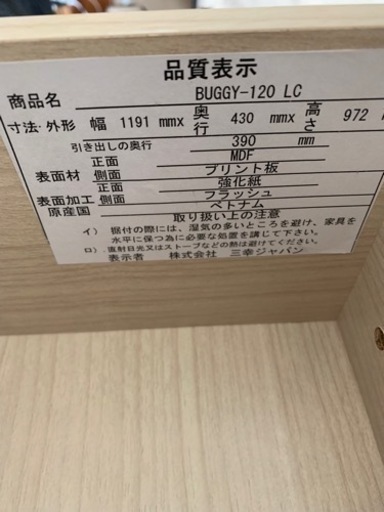 品質表示
商品名 BUGGY-120 LC
寸法・外形 幅 1191 mmx 奥行 430 mmx 高さ 972 m
引き出しの奥行 390 mm
表面材 正面 MDF
側面 プリント板
表面加工 正面 強化紙
側面 フラッシュ
原産国 ベトナム
取り扱い上の注意
イ） 据付の際には、湿気の多いところを避け、家具を
水平に保つ為に必要な処置を講じて下さい。
ロ） 直射日光又はストーブなどの熱は避けてください。
表示者 株式会社 三幸ジャパン